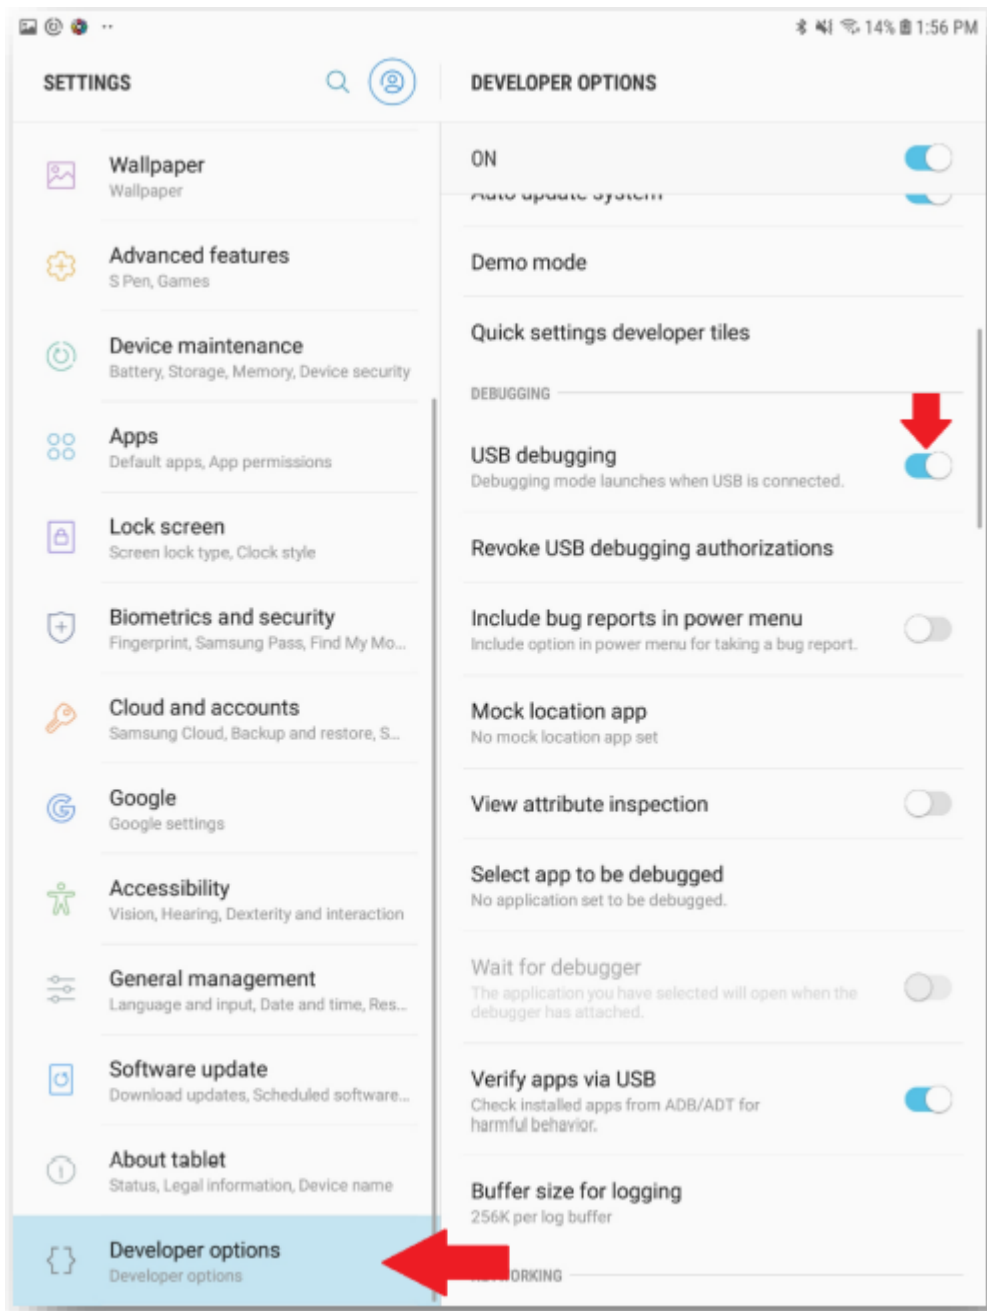 14% 1:56 PM
SETTINGS
Wallpaper
Wallpaper
Advanced features
S Pen, Games
Device maintenance
Battery, Storage, Memory, Device security
Apps
Default apps, App permissions
Lock screen
Screen lock type, Clock style
Biometrics and security
Fingerprint, Samsung Pass, Find My Mo...
Cloud and accounts
Samsung Cloud, Backup and restore, S...
Google
Google settings
Accessibility
Vision, Hearing, Dexterity and interaction
General management
Language and input, Date and time, Res...
Software update
Download updates, Scheduled software...
About tablet
Status, Legal information, Device name
Developer options
Developer options
DEVELOPER OPTIONS
ON
Auto update system
Demo mode
Quick settings developer tiles
DEBUGGING
USB debugging
Debugging mode launches when USB is connected.
Revoke USB debugging authorizations
Include bug reports in power menu
Include option in power menu for taking a bug report.
Mock location app
No mock location app set
View attribute inspection
Select app to be debugged
No application set to be debugged.
Wait for debugger
The application you have selected will open when the
debugger has attached.
Verify apps via USB
Check installed apps from ADB/ADT for
harmful behavior.
Buffer size for logging
256K per log buffer